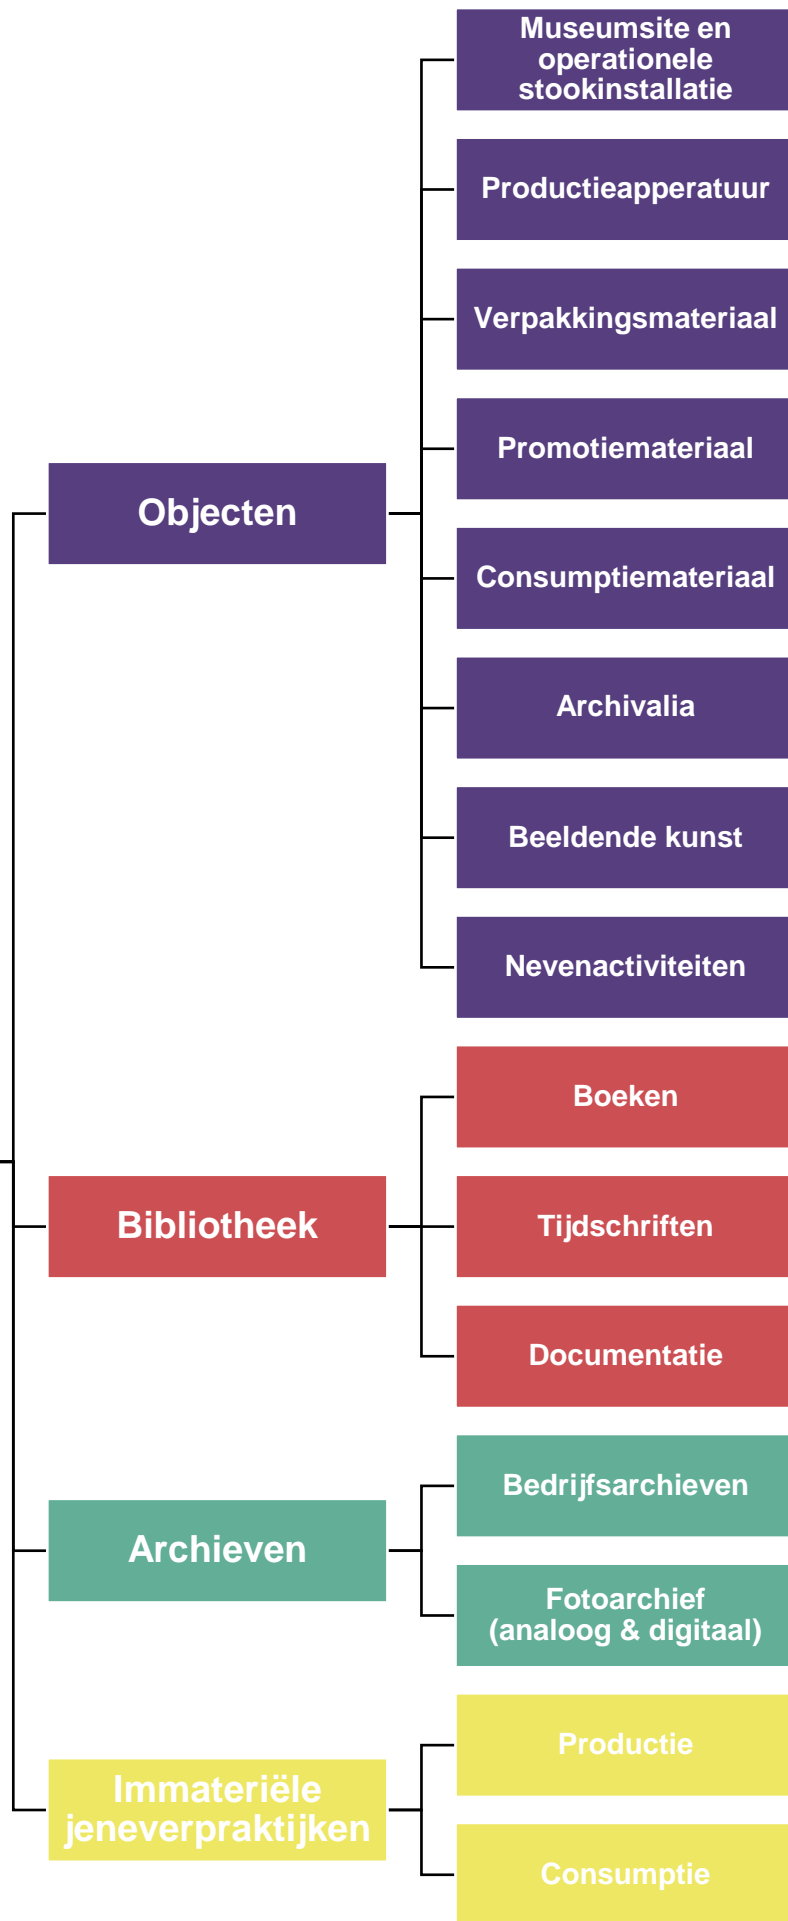 Objecten
Museumsite en
operationele
stookinstallatie
Productieapperatuur
Verpakkingsmateriaal
Promotiemateriaal
Consumptiemateriaal
Archivalia
Beeldende kunst
Nevenactiviteiten
Bibliotheek
Boeken
Tijdschriften
Documentatie
Archieven
Bedrijfsarchieven
Fotoarchief
(analoog & digitaal)
Immateriële
jeneverpraktijken
Productie
Consumptie